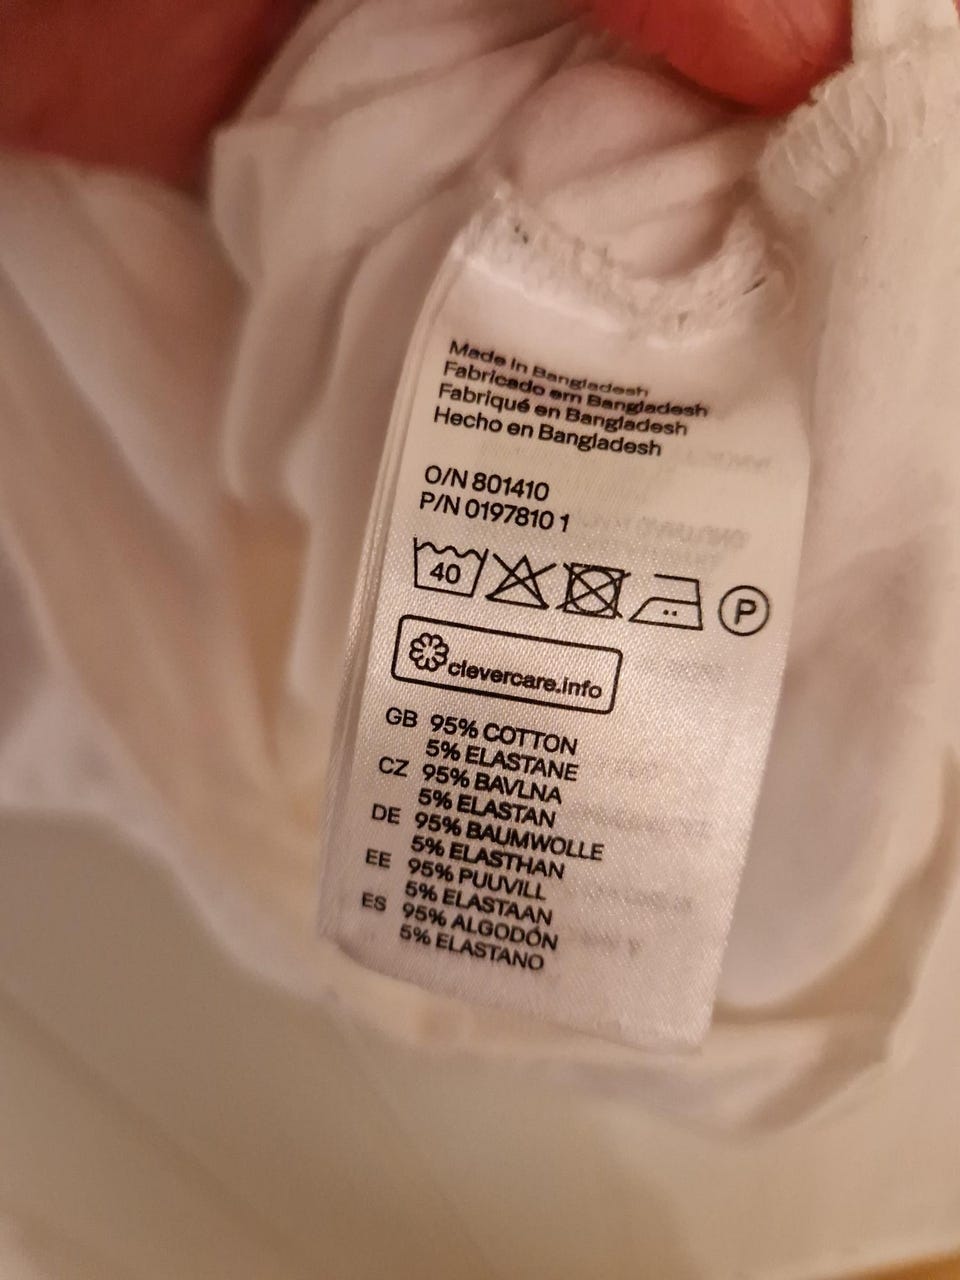 Made in Bangladesh
Fabricado em Bangladesh
Fabriqué en Bangladesh
Hecho en Bangladesh
O/N 801410
P/N 0197810 1
40
P
clevercare.info
GB 95% COTTON
5% ELASTANE
CZ 95% BAVLNA
5% ELASTAN
DE 95% BAUMWOLLE
5% ELASTHAN
EE 95% PUUVILL
5% ELASTAAN
ES 95% ALGODÓN
5% ELASTANO